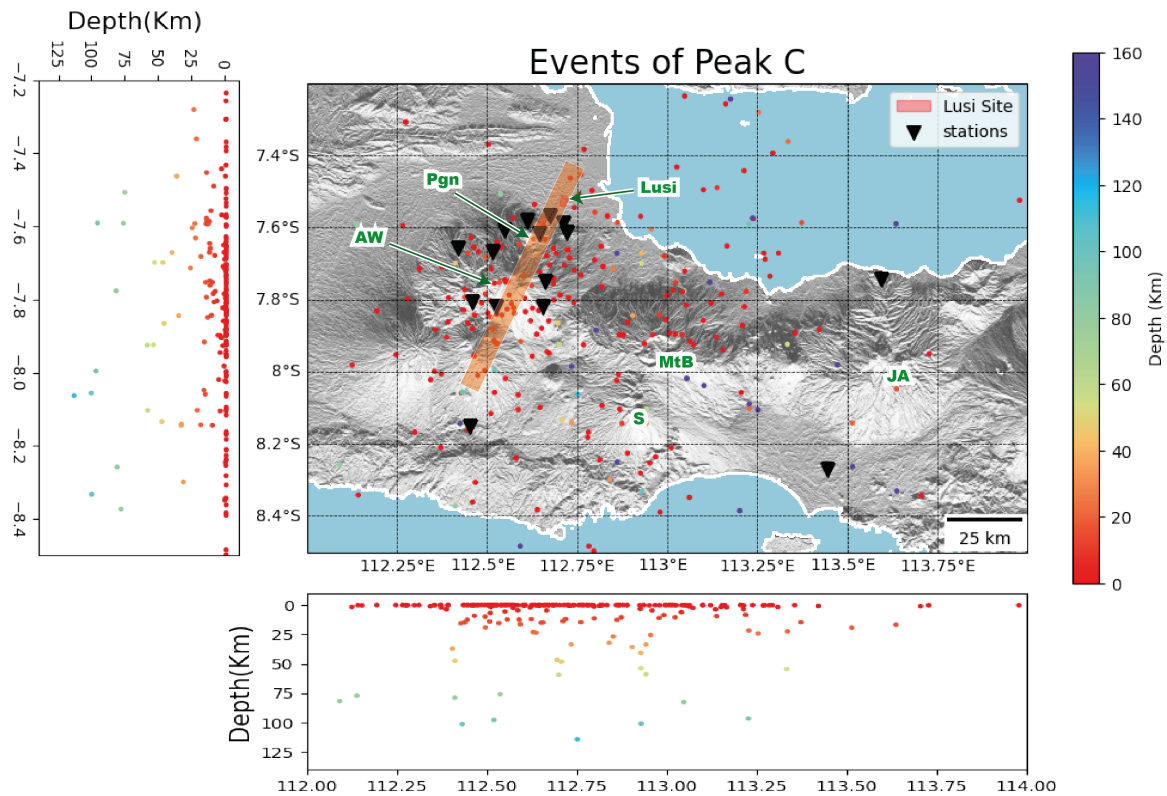 Depth(Km)
125
100
75
50
25
0
−7.2
−7.4
−7.6
−7.8
−8.0
−8.2
−8.4
Events of Peak C
Lusi Site
stations
Pgn
Lusi
AW
MtB
JA
S
7.4°S
7.6°S
7.8°S
8°S
8.2°S
8.4°S
25 km
112.25°E
112.5°E
112.75°E
113°E
113.25°E
113.5°E
113.75°E
160
140
120
100
80
60
40
20
0
Depth (Km)
Depth(Km)
0
25
50
75
100
125
112.00
112.25
112.50
112.75
113.00
113.25
113.50
113.75
114.00